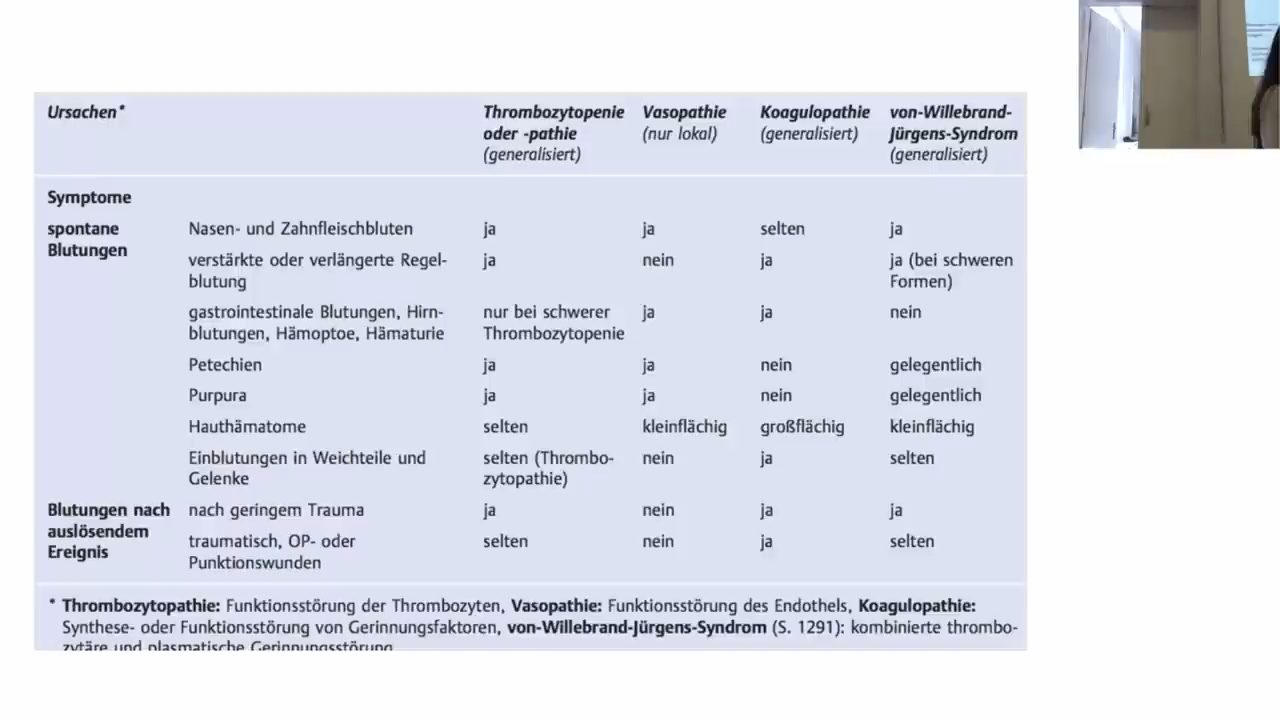 Ursachen* Thrombozytopenie Vasopathie Koagulopathie von-Willebrand-
oder -pathie (nur lokal) (generalisiert) Jürgens-Syndrom
(generalisiert) (generalisiert)
Symptome
spontane Nasen- und Zahnfleischbluten ja ja selten ja
Blutungen
verstärkte oder verlängerte Regel- ja nein ja ja (bei schweren
blutung Formen)
gastrointestinale Blutungen, Hirn- nur bei schwerer ja ja nein
blutungen, Hämoptoe, Hämaturie Thrombozytopenie
Petechien ja ja nein gelegentlich
Purpura ja ja nein gelegentlich
Hauthämatome selten kleinflächig großflächig kleinflächig
Einblutungen in Weichteile und selten (Thrombo- nein ja selten
Gelenke zytopathie)
Blutungen nach nach geringem Trauma ja nein ja ja
auslösendem
Ereignis traumatisch, OP- oder selten nein ja selten
Punktionswunden
* Thrombozytopathie: Funktionsstörung der Thrombozyten, Vasopathie: Funktionsstörung des Endothels, Koagulopathie:
Synthese- oder Funktionsstörung von Gerinnungsfaktoren, von-Willebrand-Jürgens-Syndrom (S. 1291): kombinierte thrombo-
zytäre und plasmatische Gerinnungsstörung